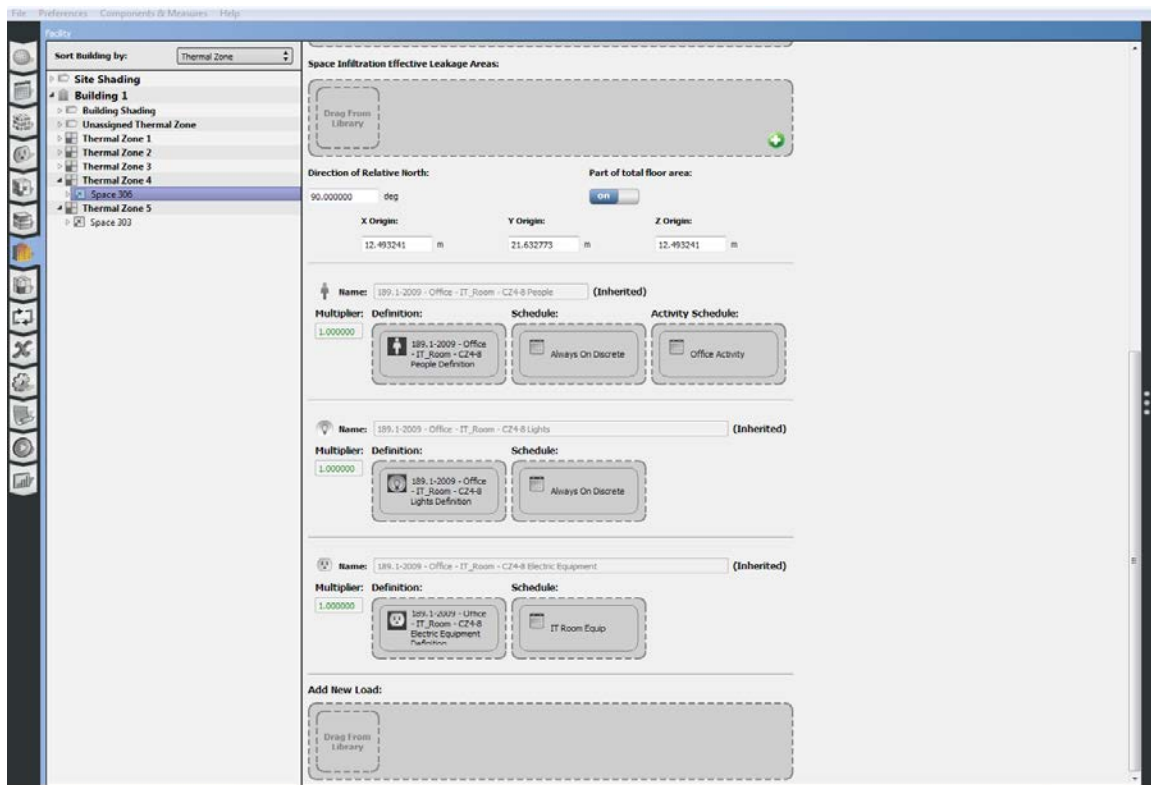 File Preferences Components & Measures Help
Facility
Sort Building by: Thermal Zone
Site Shading
Building 1
Building Shading
Unassigned Thermal Zone
Thermal Zone 1
Thermal Zone 2
Thermal Zone 3
Thermal Zone 4
Space 306
Thermal Zone 5
Space 303
Space Infiltration Effective Leakage Areas:
Drag From
Library
Direction of Relative North: Part of total floor area:
90.000000 deg on
X Origin: Y Origin: Z Origin:
12.493241 m 21.632773 m 12.493241 m
Name: 189.1-2009 - Office - IT_Room - CZ4-8 People (Inherited)
Multiplier: Definition: Schedule: Activity Schedule:
1.000000
189.1-2009 - Office
- IT_Room - CZ4-8
People Definition
Always On Discrete
Office Activity
Name: 189.1-2009 - Office - IT_Room - CZ4-8 Lights (Inherited)
Multiplier: Definition: Schedule:
1.000000
189.1-2009 - Office
- IT_Room - CZ4-8
Lights Definition
Always On Discrete
Name: 189.1-2009 - Office - IT_Room - CZ4-8 Electric Equipment (Inherited)
Multiplier: Definition: Schedule:
1.000000
189.1-2009 - Office
- IT_Room - CZ4-8
Electric Equipment
Definition
IT Room Equip
Add New Load:
Drag From
Library